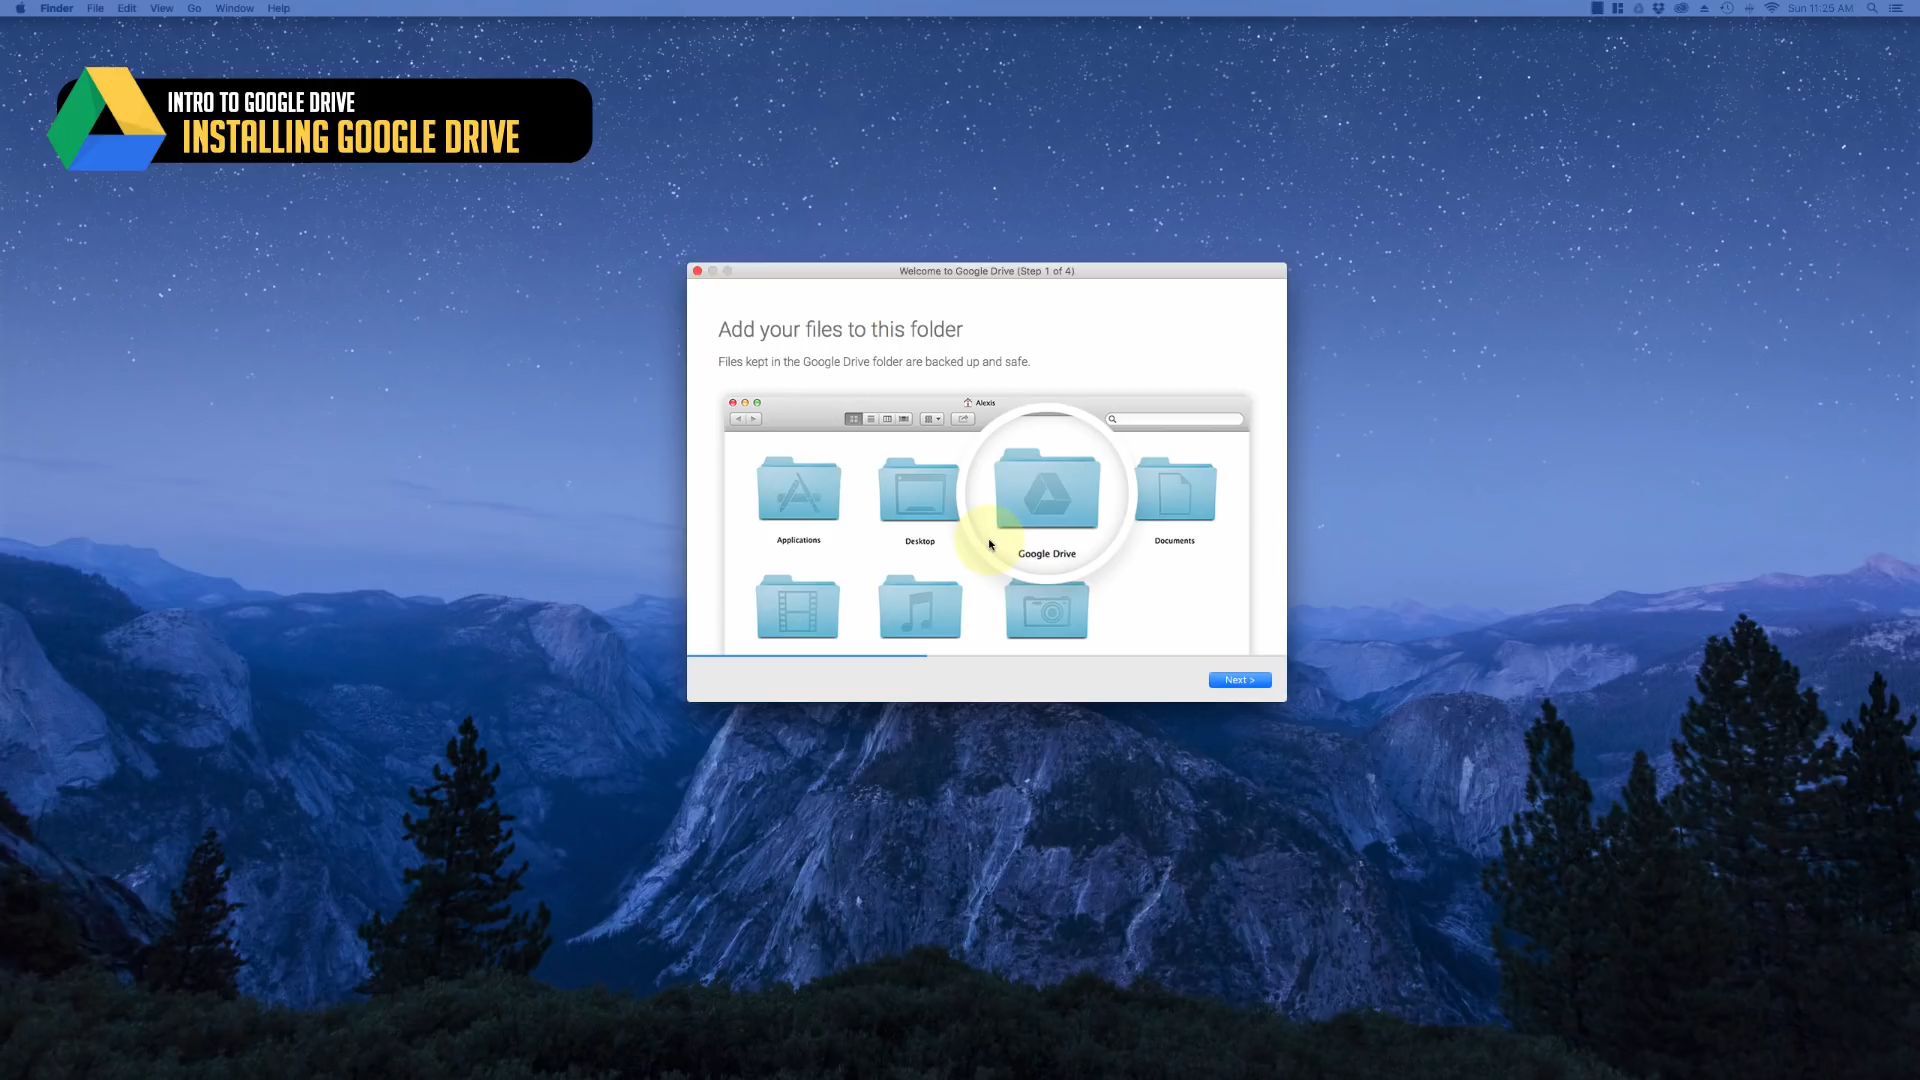 Finder File Edit View Go Window Help
Sun 11:25 AM
INTRO TO GOOGLE DRIVE
INSTALLING GOOGLE DRIVE
Welcome to Google Drive (Step 1 of 4)
Add your files to this folder
Files kept in the Google Drive folder are backed up and safe.
Alexis
Applications
Desktop
Google Drive
Documents
Next >